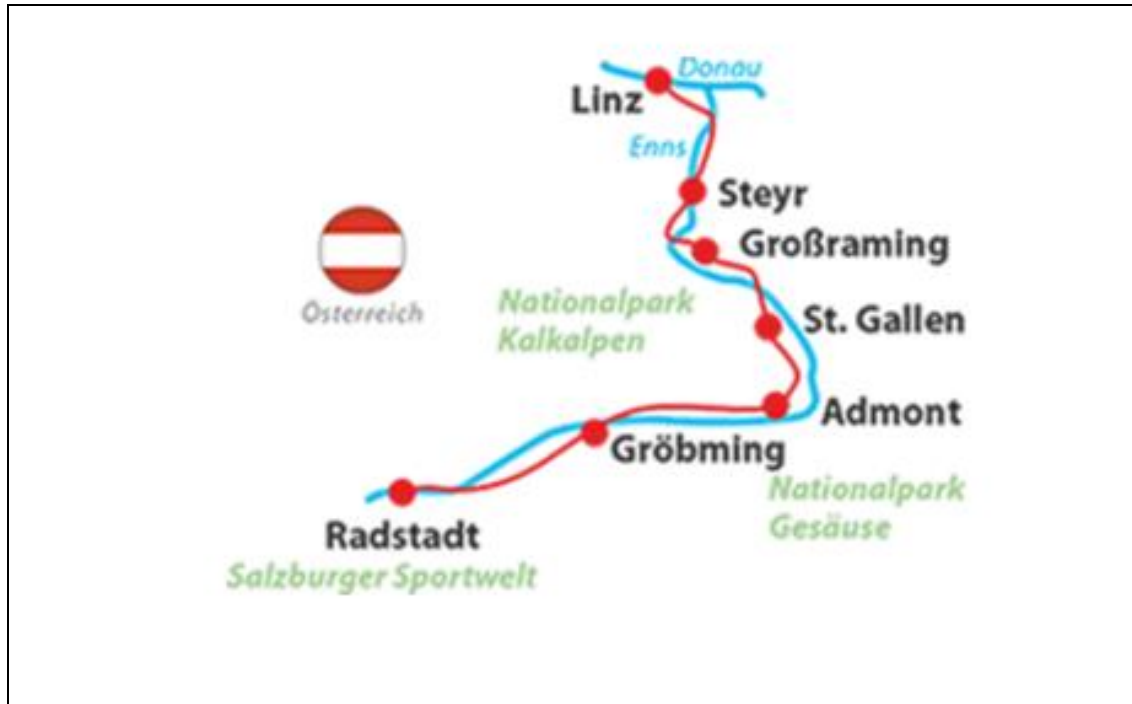 Donau
Linz
Enns
Steyr
Großraming
Österreich
Nationalpark
Kalkalpen
St. Gallen
Admont
Gröbming
Nationalpark
Gesäuse
Radstadt
Salzburger Sportwelt